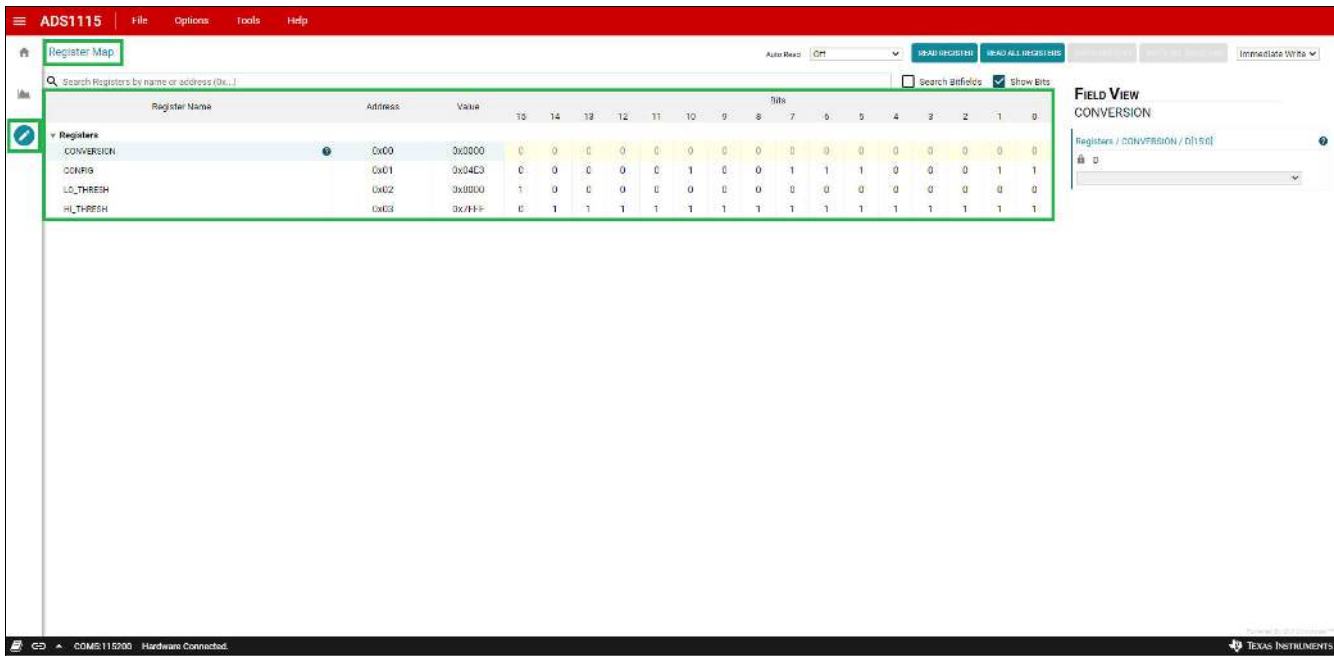 ADS1115 File Options Tools Help
Register Map Auto Read Off READ REGISTER READ ALL REGISTERS Immediate Write
Search Registers by name or address (0x...) Search Bitfields Show Bits
FIELD VIEW
CONVERSION
Register Name Address Value Bits
15 14 13 12 11 10 9 8 7 6 5 4 3 2 1 0
Registers
CONVERSION 0x00 0x0000 0 0 0 0 0 0 0 0 0 0 0 0 0 0 0 0
CONFIG 0x01 0x04E3 0 0 0 0 0 1 0 0 1 1 1 0 0 0 1 1
LO_THRESH 0x02 0x8000 1 0 0 0 0 0 0 0 0 0 0 0 0 0 0 0
HI_THRESH 0x03 0x7FFF 0 1 1 1 1 1 1 1 1 1 1 1 1 1 1 1
Registers / CONVERSION / D[15:0]
D
COM5:115200 Hardware Connected. TEXAS INSTRUMENTS